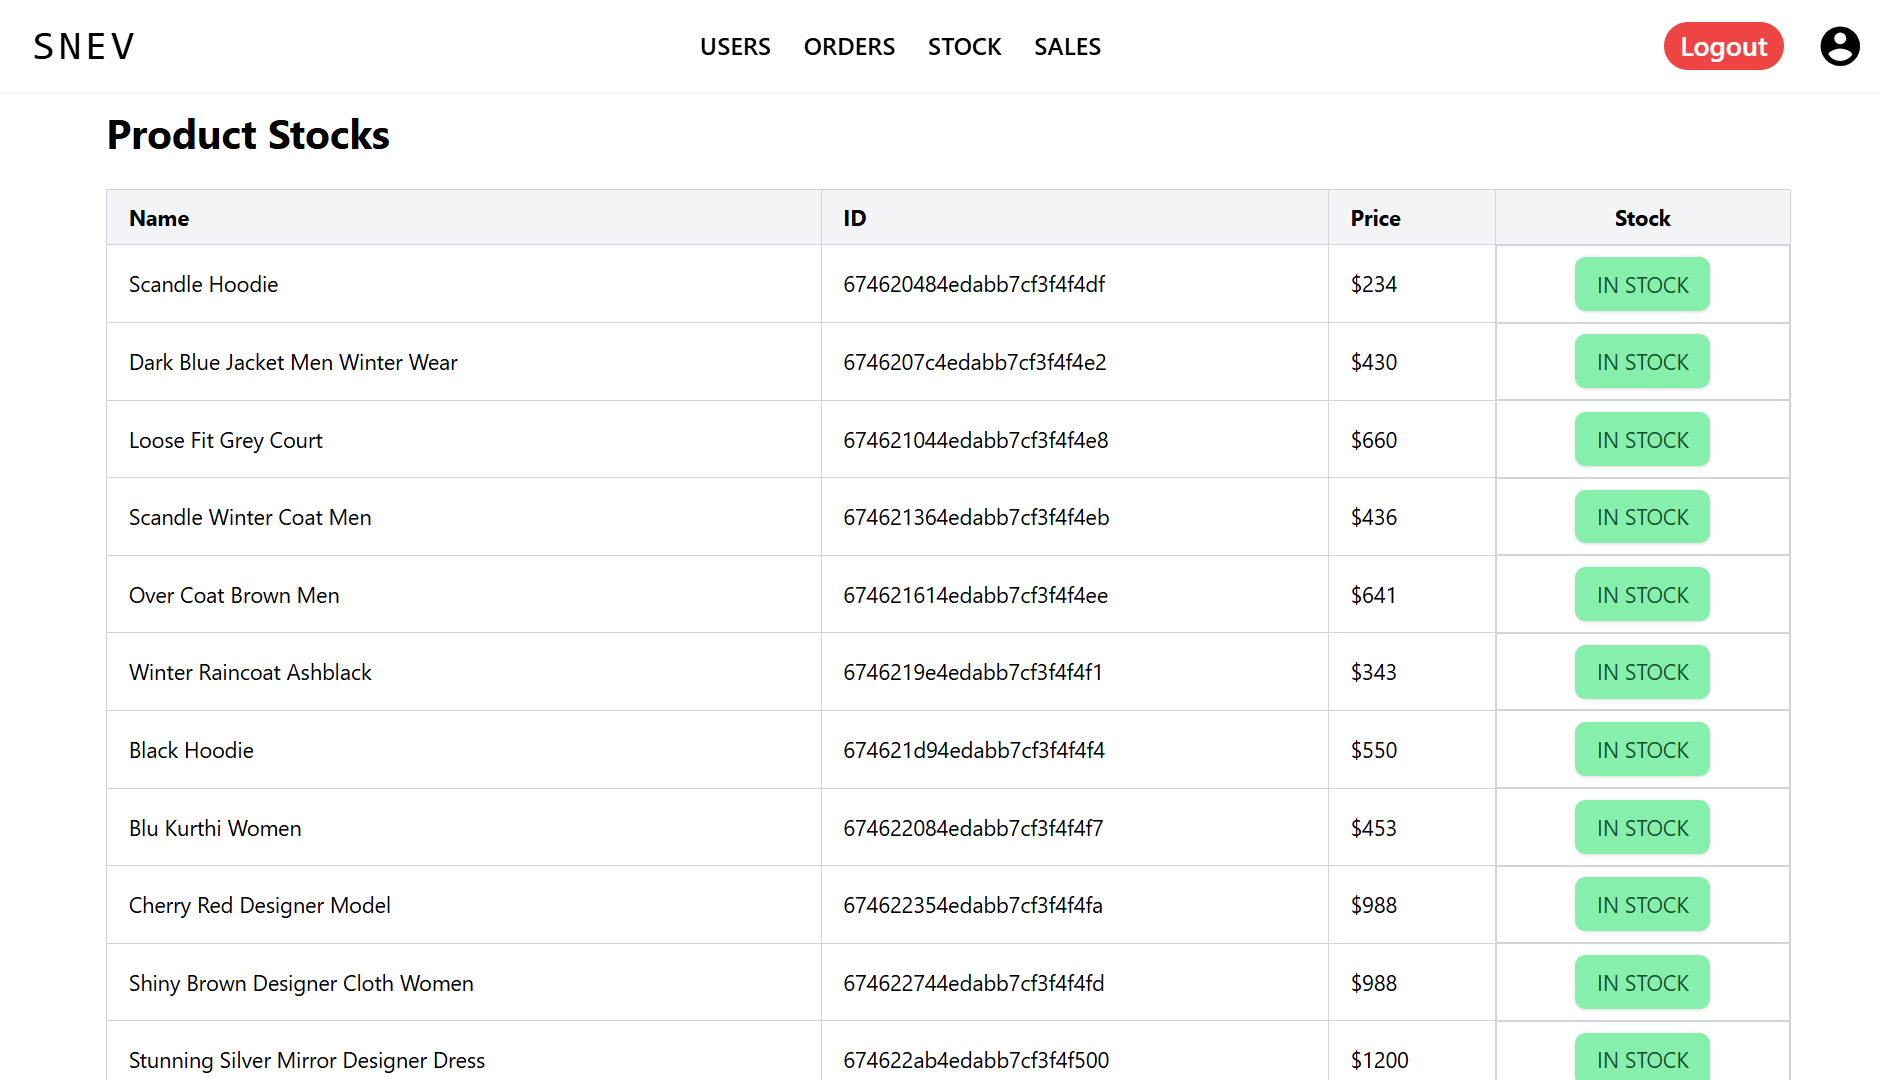 SNEV USERS ORDERS STOCK SALES Logout
Product Stocks
Name ID Price Stock
Scandle Hoodie 674620484edabb7cf3f4f4df $234 IN STOCK
Dark Blue Jacket Men Winter Wear 6746207c4edabb7cf3f4f4e2 $430 IN STOCK
Loose Fit Grey Court 674621044edabb7cf3f4f4e8 $660 IN STOCK
Scandle Winter Coat Men 674621364edabb7cf3f4f4eb $436 IN STOCK
Over Coat Brown Men 674621614edabb7cf3f4f4ee $641 IN STOCK
Winter Raincoat Ashblack 6746219e4edabb7cf3f4f4f1 $343 IN STOCK
Black Hoodie 674621d94edabb7cf3f4f4f4 $550 IN STOCK
Blu Kurthi Women 674622084edabb7cf3f4f4f7 $453 IN STOCK
Cherry Red Designer Model 674622354edabb7cf3f4f4fa $988 IN STOCK
Shiny Brown Designer Cloth Women 674622744edabb7cf3f4f4fd $988 IN STOCK
Stunning Silver Mirror Designer Dress 674622ab4edabb7cf3f4f500 $1200 IN STOCK